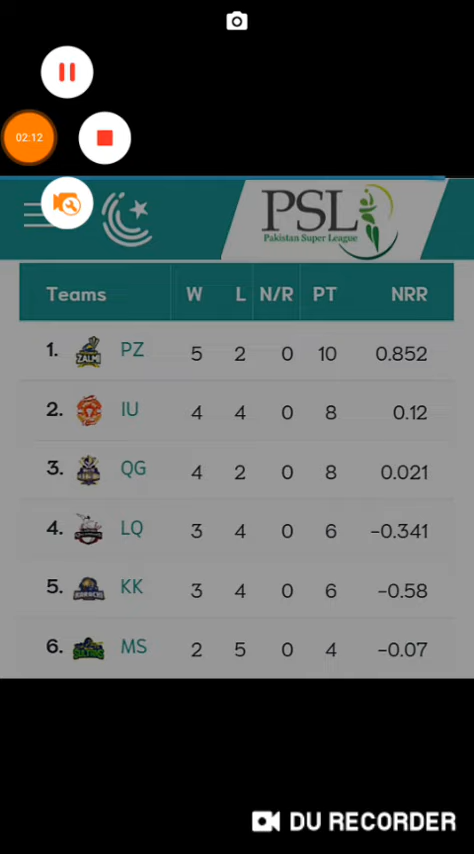 02:12
PSL
Pakistan Super League
Teams W L N/R PT NRR
1. ZALMI PZ 5 2 0 10 0.852
2. IU 4 4 0 8 0.12
3. QG 4 2 0 8 0.021
4. LQ 3 4 0 6 -0.341
5. KK 3 4 0 6 -0.58
6. MS 2 5 0 4 -0.07
DU RECORDER